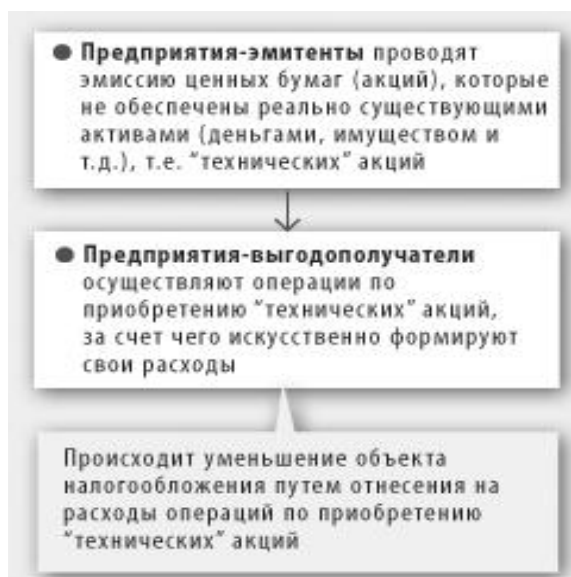 ● Предприятия-эмитенты проводят
эмиссию ценных бумаг (акций), которые
не обеспечены реально существующими
активами (деньгами, имуществом и
т.д.), т.е. “технических” акций
● Предприятия-выгодополучатели
осуществляют операции по
приобретению “технических” акций,
за счет чего искусственно формируют
свои расходы
Происходит уменьшение объекта
налогообложения путем отнесения на
расходы операций по приобретению
“технических” акций